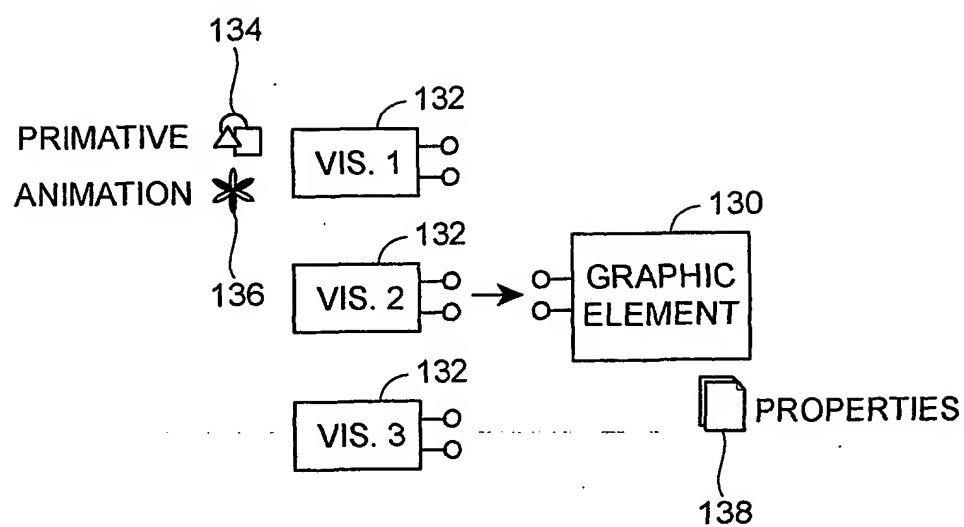 134
132
PRIMATIVE
VIS. 1
ANIMATION
130
132
136
VIS. 2
GRAPHIC
ELEMENT
132
VIS. 3
PROPERTIES
138